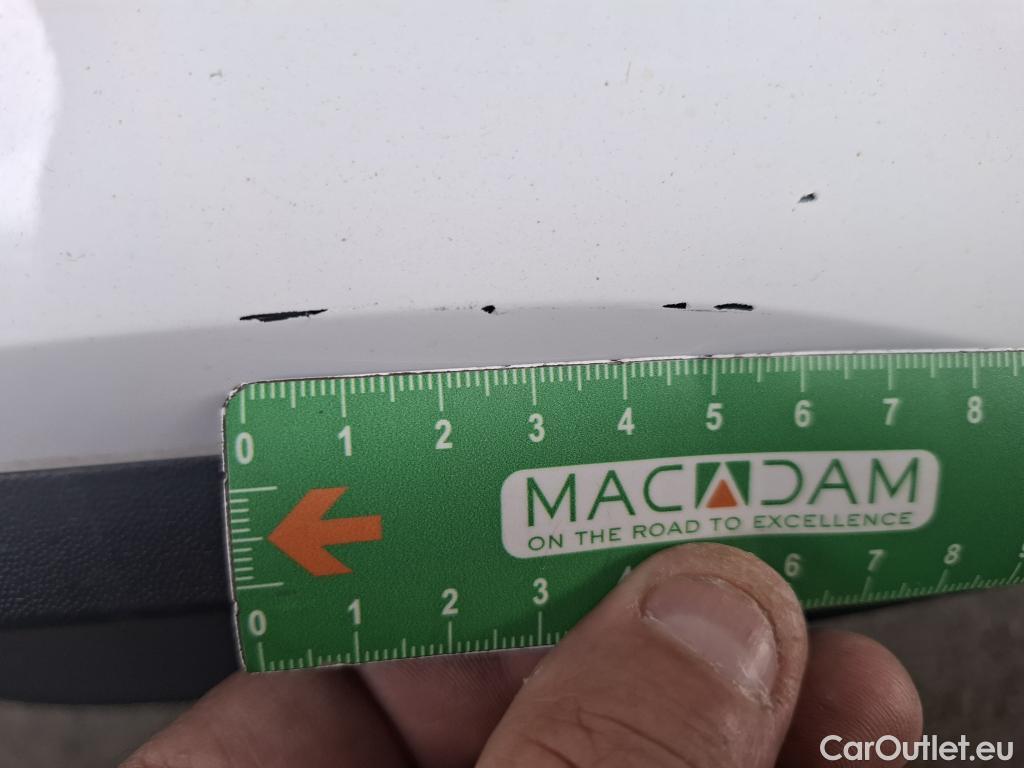 0 1 2 3 4 5 6 7 8
MACADAM
ON THE ROAD TO EXCELLENCE
0 1 2 3 6 7 8
CarOutlet.eu